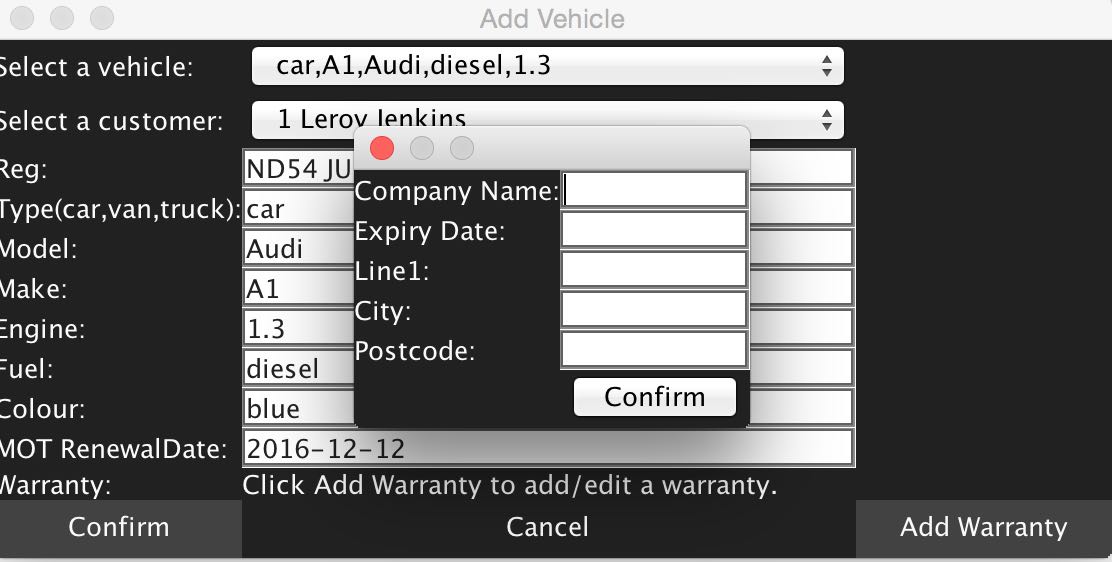 Add Vehicle
Select a vehicle: car,A1,Audi,diesel,1.3
Select a customer: 1 Leroy Jenkins
Reg: ND54 JU
Type(car,van,truck): car
Model: Audi
Make: A1
Engine: 1.3
Fuel: diesel
Colour: blue
MOT RenewalDate: 2016-12-12
Warranty: Click Add Warranty to add/edit a warranty.
Confirm Cancel Add Warranty
Company Name:
Expiry Date:
Line1:
City:
Postcode:
Confirm